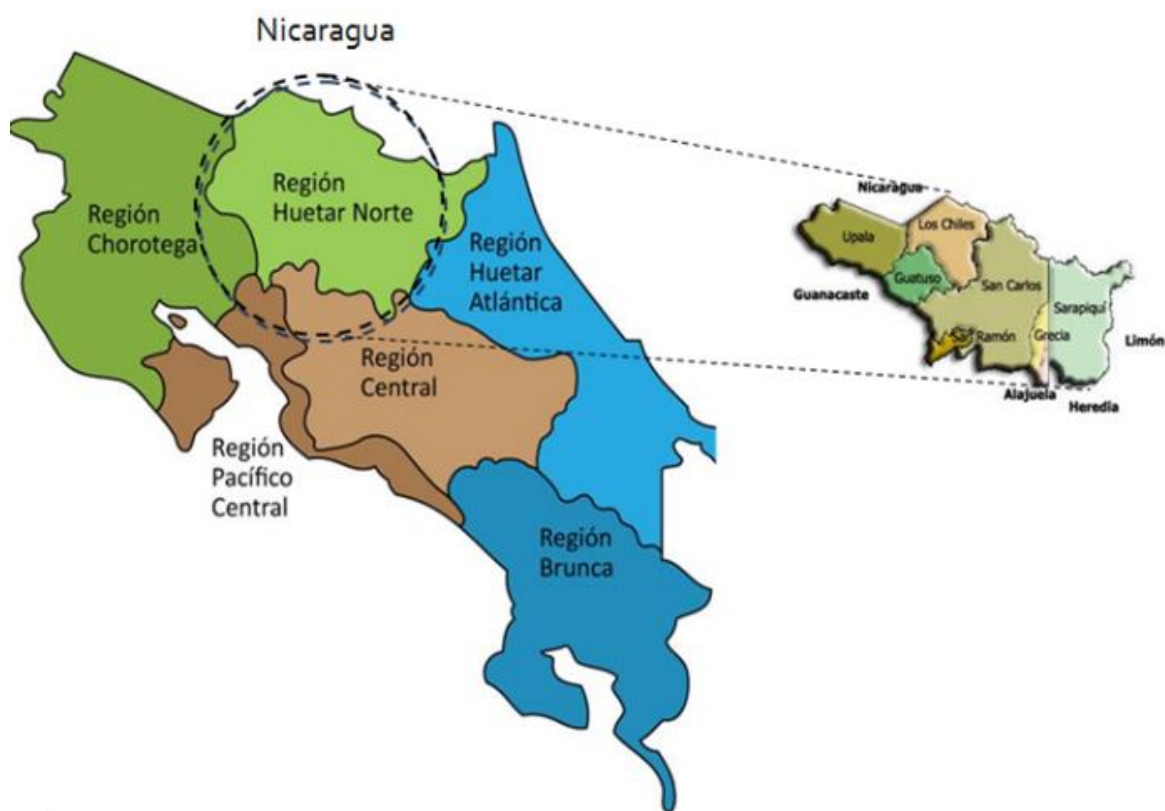 Nicaragua
Región
Huetar Norte
Región
Chorotega
Región
Huetar
Atlántica
Región
Central
Región
Pacífico
Central
Región
Brunca
Nicaragua
Los Chiles
Upala
Guatuso
San Carlos
Guanacaste
Sarapiquí
San Ramón
Grecia
Limón
Alajuela
Heredia